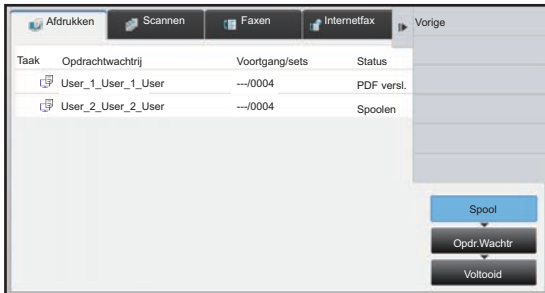 Afdrukken Scannen Faxen Internetfax Vorige
Taak Opdrachtwachtrij Voortgang/sets Status
User_1_User_1_User ---/0004 PDF versl.
User_2_User_2_User ---/0004 Spoolen
Spool
Opdr.Wachtr
Voltooid